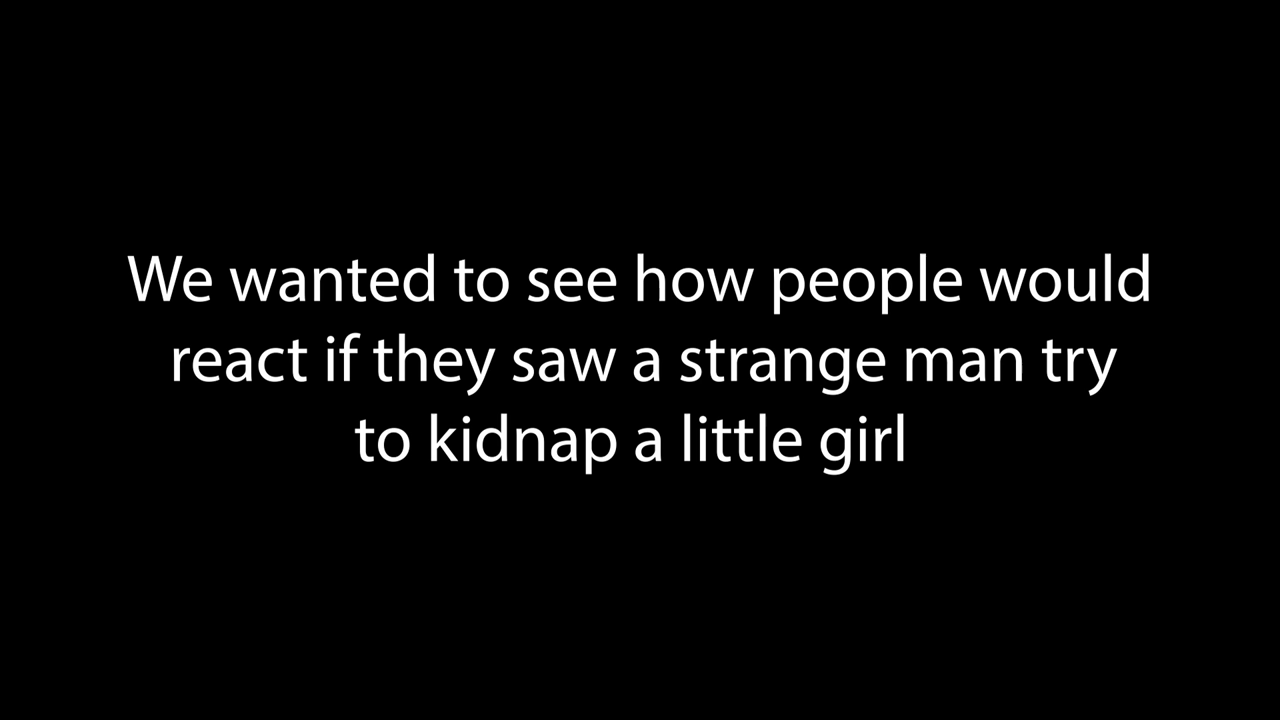 We wanted to see how people would
react if they saw a strange man try
to kidnap a little girl